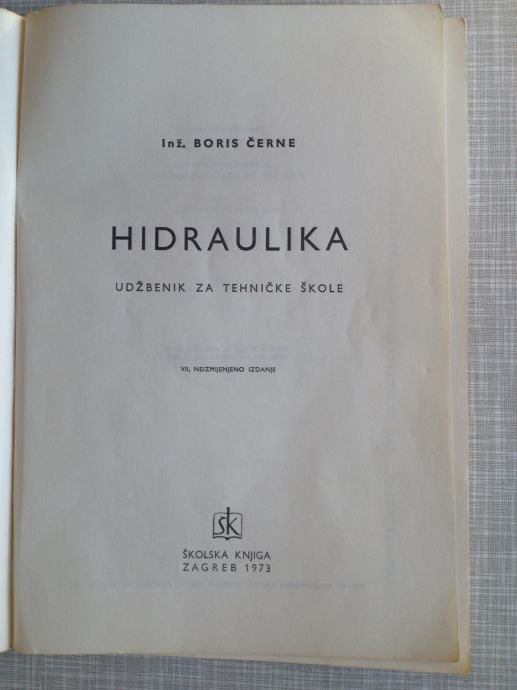 Inž. BORIS ČERNE
HIDRAULIKA
UDŽBENIK ZA TEHNIČKE ŠKOLE
VII, NEIZMIJENJENO IZDANJE
šk
ŠKOLSKA KNJIGA
ZAGREB 1973